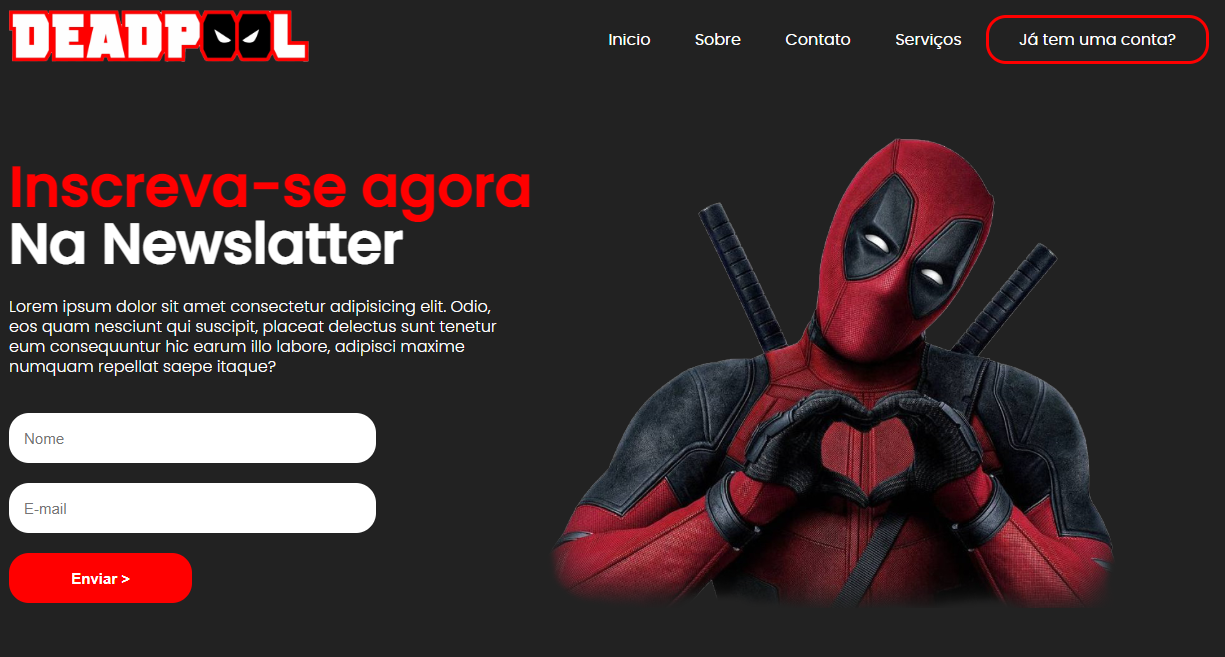 DEADPOOL
Inicio Sobre Contato Serviços Já tem uma conta?
Inscreva-se agora
Na Newslatter
Lorem ipsum dolor sit amet consectetur adipisicing elit. Odio,
eos quam nesciunt qui suscipit, placeat delectus sunt tenetur
eum consequuntur hic earum illo labore, adipisci maxime
numquam repellat saepe itaque?
Nome
E-mail
Enviar >